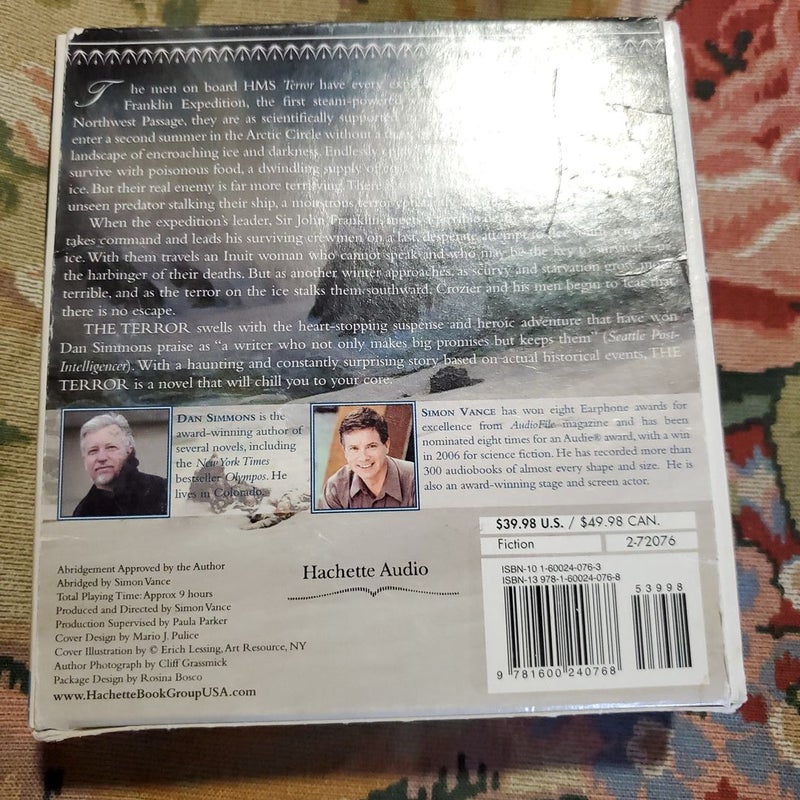 The men on board HMS Terror have every
Franklin Expedition, the first steam-powered
Northwest Passage, they are as scientifically supported
enter a second summer in the Arctic Circle without a
landscape of encroaching ice and darkness. Endlessly
survive with poisonous food, a dwindling supply of
ice. But their real enemy is far more terrifying. There
unseen predator stalking their ship, a monstrous terror
When the expedition's leader, Sir John Franklin, meets a terrible
takes command and leads his surviving crewmen on a last, desperate attempt to
ice. With them travels an Inuit woman who cannot speak and who may be the key to
the harbinger of their deaths. But as another winter approaches, as scurvy and starvation grow more
terrible, and as the terror on the ice stalks them southward, Crozier and his men begin to fear that
there is no escape.
THE TERROR swells with the heart-stopping suspense and heroic adventure that have won
Dan Simmons praise as "a writer who not only makes big promises but keeps them" (Seattle Post-
Intelligencer). With a haunting and constantly surprising story based on actual historical events, THE
TERROR is a novel that will chill you to your core.
DAN SIMMONS is the
award-winning author of
several novels, including
the New York Times
bestseller Olympos. He
lives in Colorado.
SIMON VANCE has won eight Earphone awards for
excellence from AudioFile magazine and has been
nominated eight times for an Audie® award, with a win
in 2006 for science fiction. He has recorded more than
300 audiobooks of almost every shape and size. He is
also an award-winning stage and screen actor.
Abridgement Approved by the Author
Abridged by Simon Vance
Total Playing Time: Approx 9 hours
Produced and Directed by Simon Vance
Production Supervised by Paula Parker
Cover Design by Mario J. Pulice
Cover Illustration by © Erich Lessing, Art Resource, NY
Author Photograph by Cliff Grassmick
Package Design by Rosina Bosco
www.HachetteBookGroupUSA.com
Hachette Audio
$39.98 U.S. / $49.98 CAN.
Fiction 2-72076
ISBN-10 1-60024-076-3
ISBN-13 978-1-60024-076-8
53998
9 781600 240768